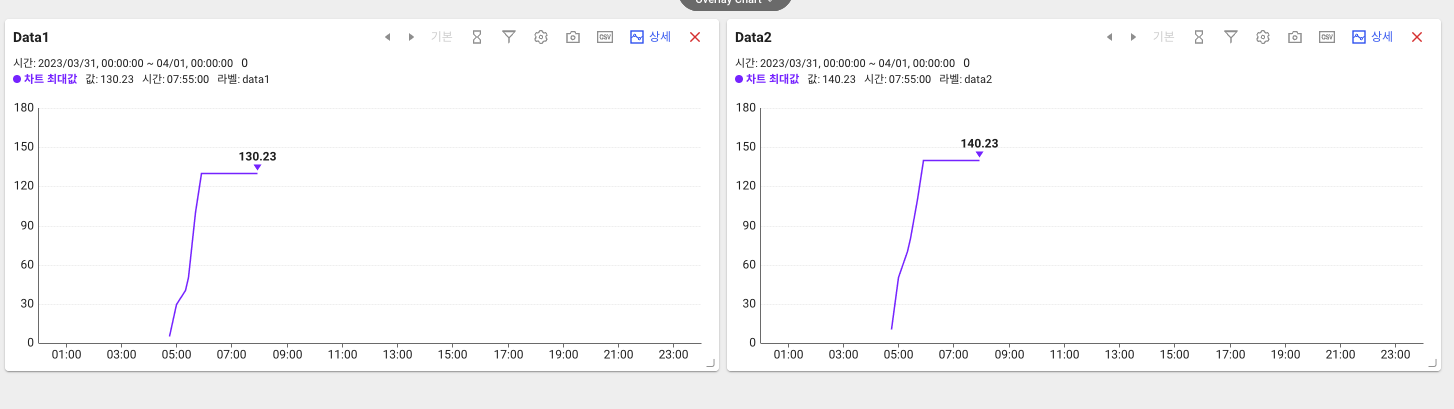 Overlay Chart
Data1
기본
CSV
상세
시간: 2023/03/31, 00:00:00 ~ 04/01, 00:00:00 0
차트 최대값 값: 130.23 시간: 07:55:00 라벨: data1
180
150
120
90
60
30
0
130.23
01:00 03:00 05:00 07:00 09:00 11:00 13:00 15:00 17:00 19:00 21:00 23:00
Data2
기본
CSV
상세
시간: 2023/03/31, 00:00:00 ~ 04/01, 00:00:00 0
차트 최대값 값: 140.23 시간: 07:55:00 라벨: data2
180
150
120
90
60
30
0
140.23
01:00 03:00 05:00 07:00 09:00 11:00 13:00 15:00 17:00 19:00 21:00 23:00